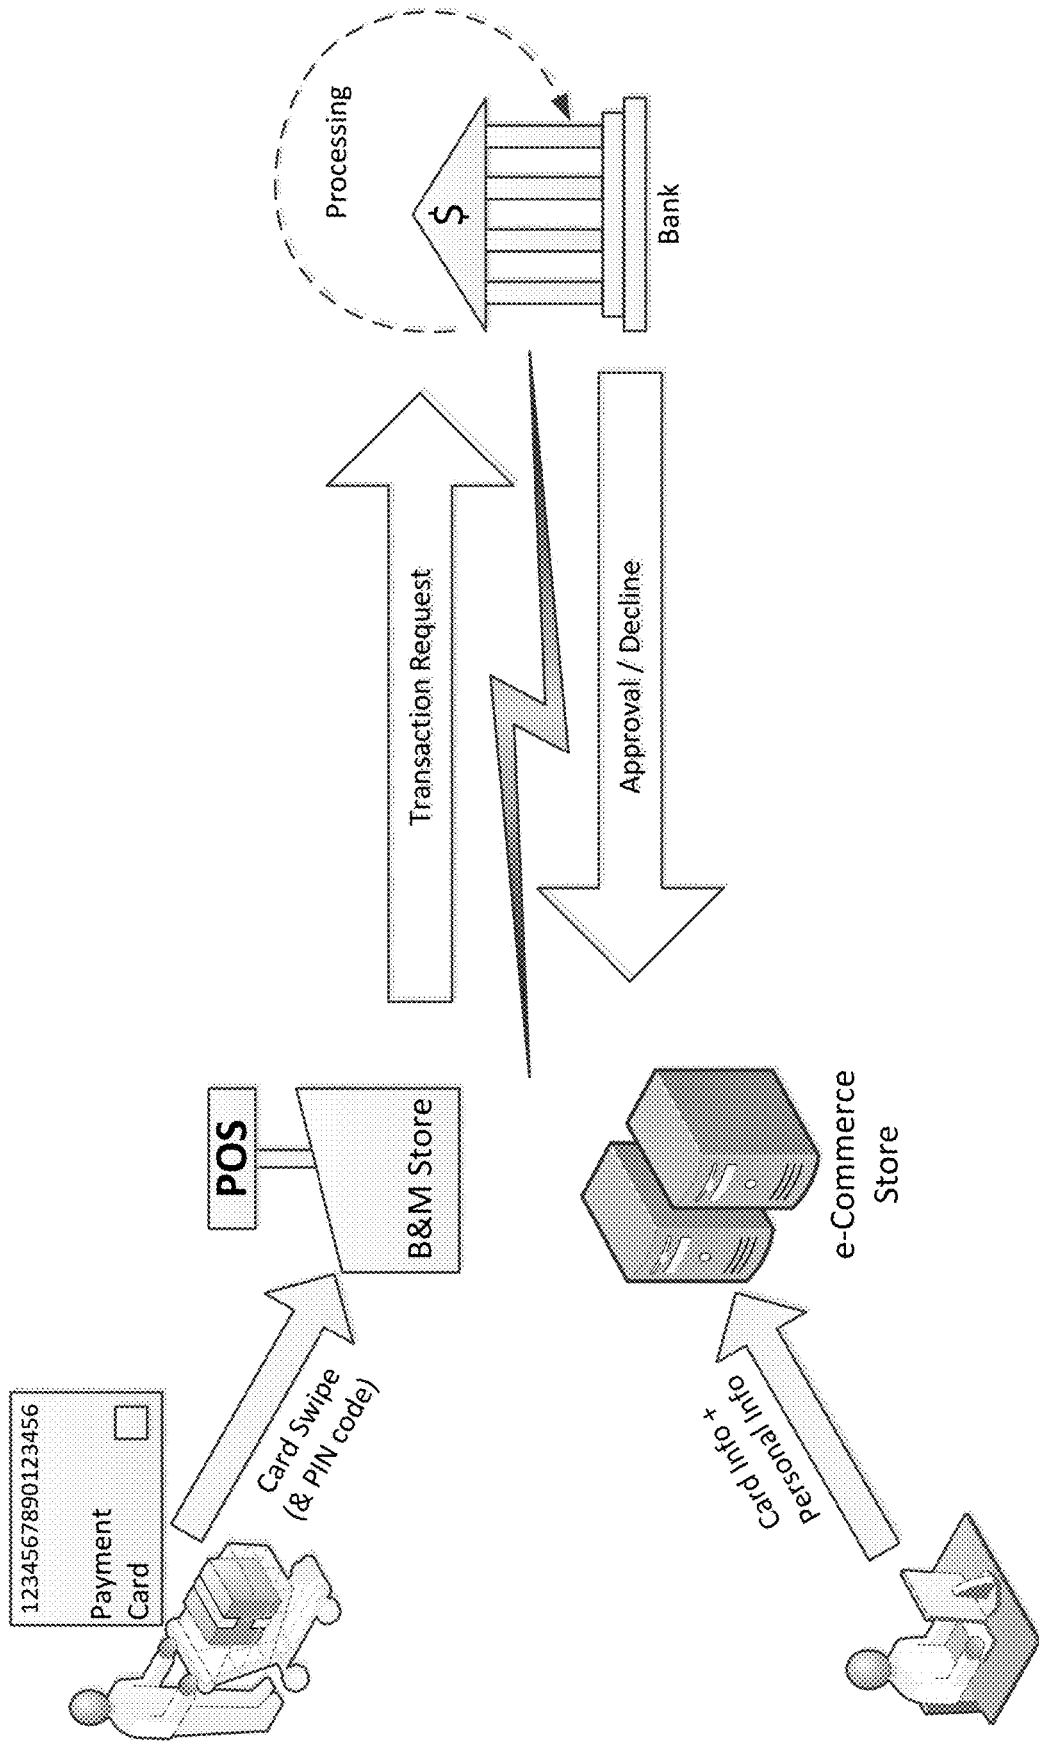 1234567890123456
Payment
Card
Card Swipe
(& PIN code)
POS
B&M Store
Transaction Request
Processing
$
Bank
Approval / Decline
Card Info +
Personal Info
e-Commerce
Store